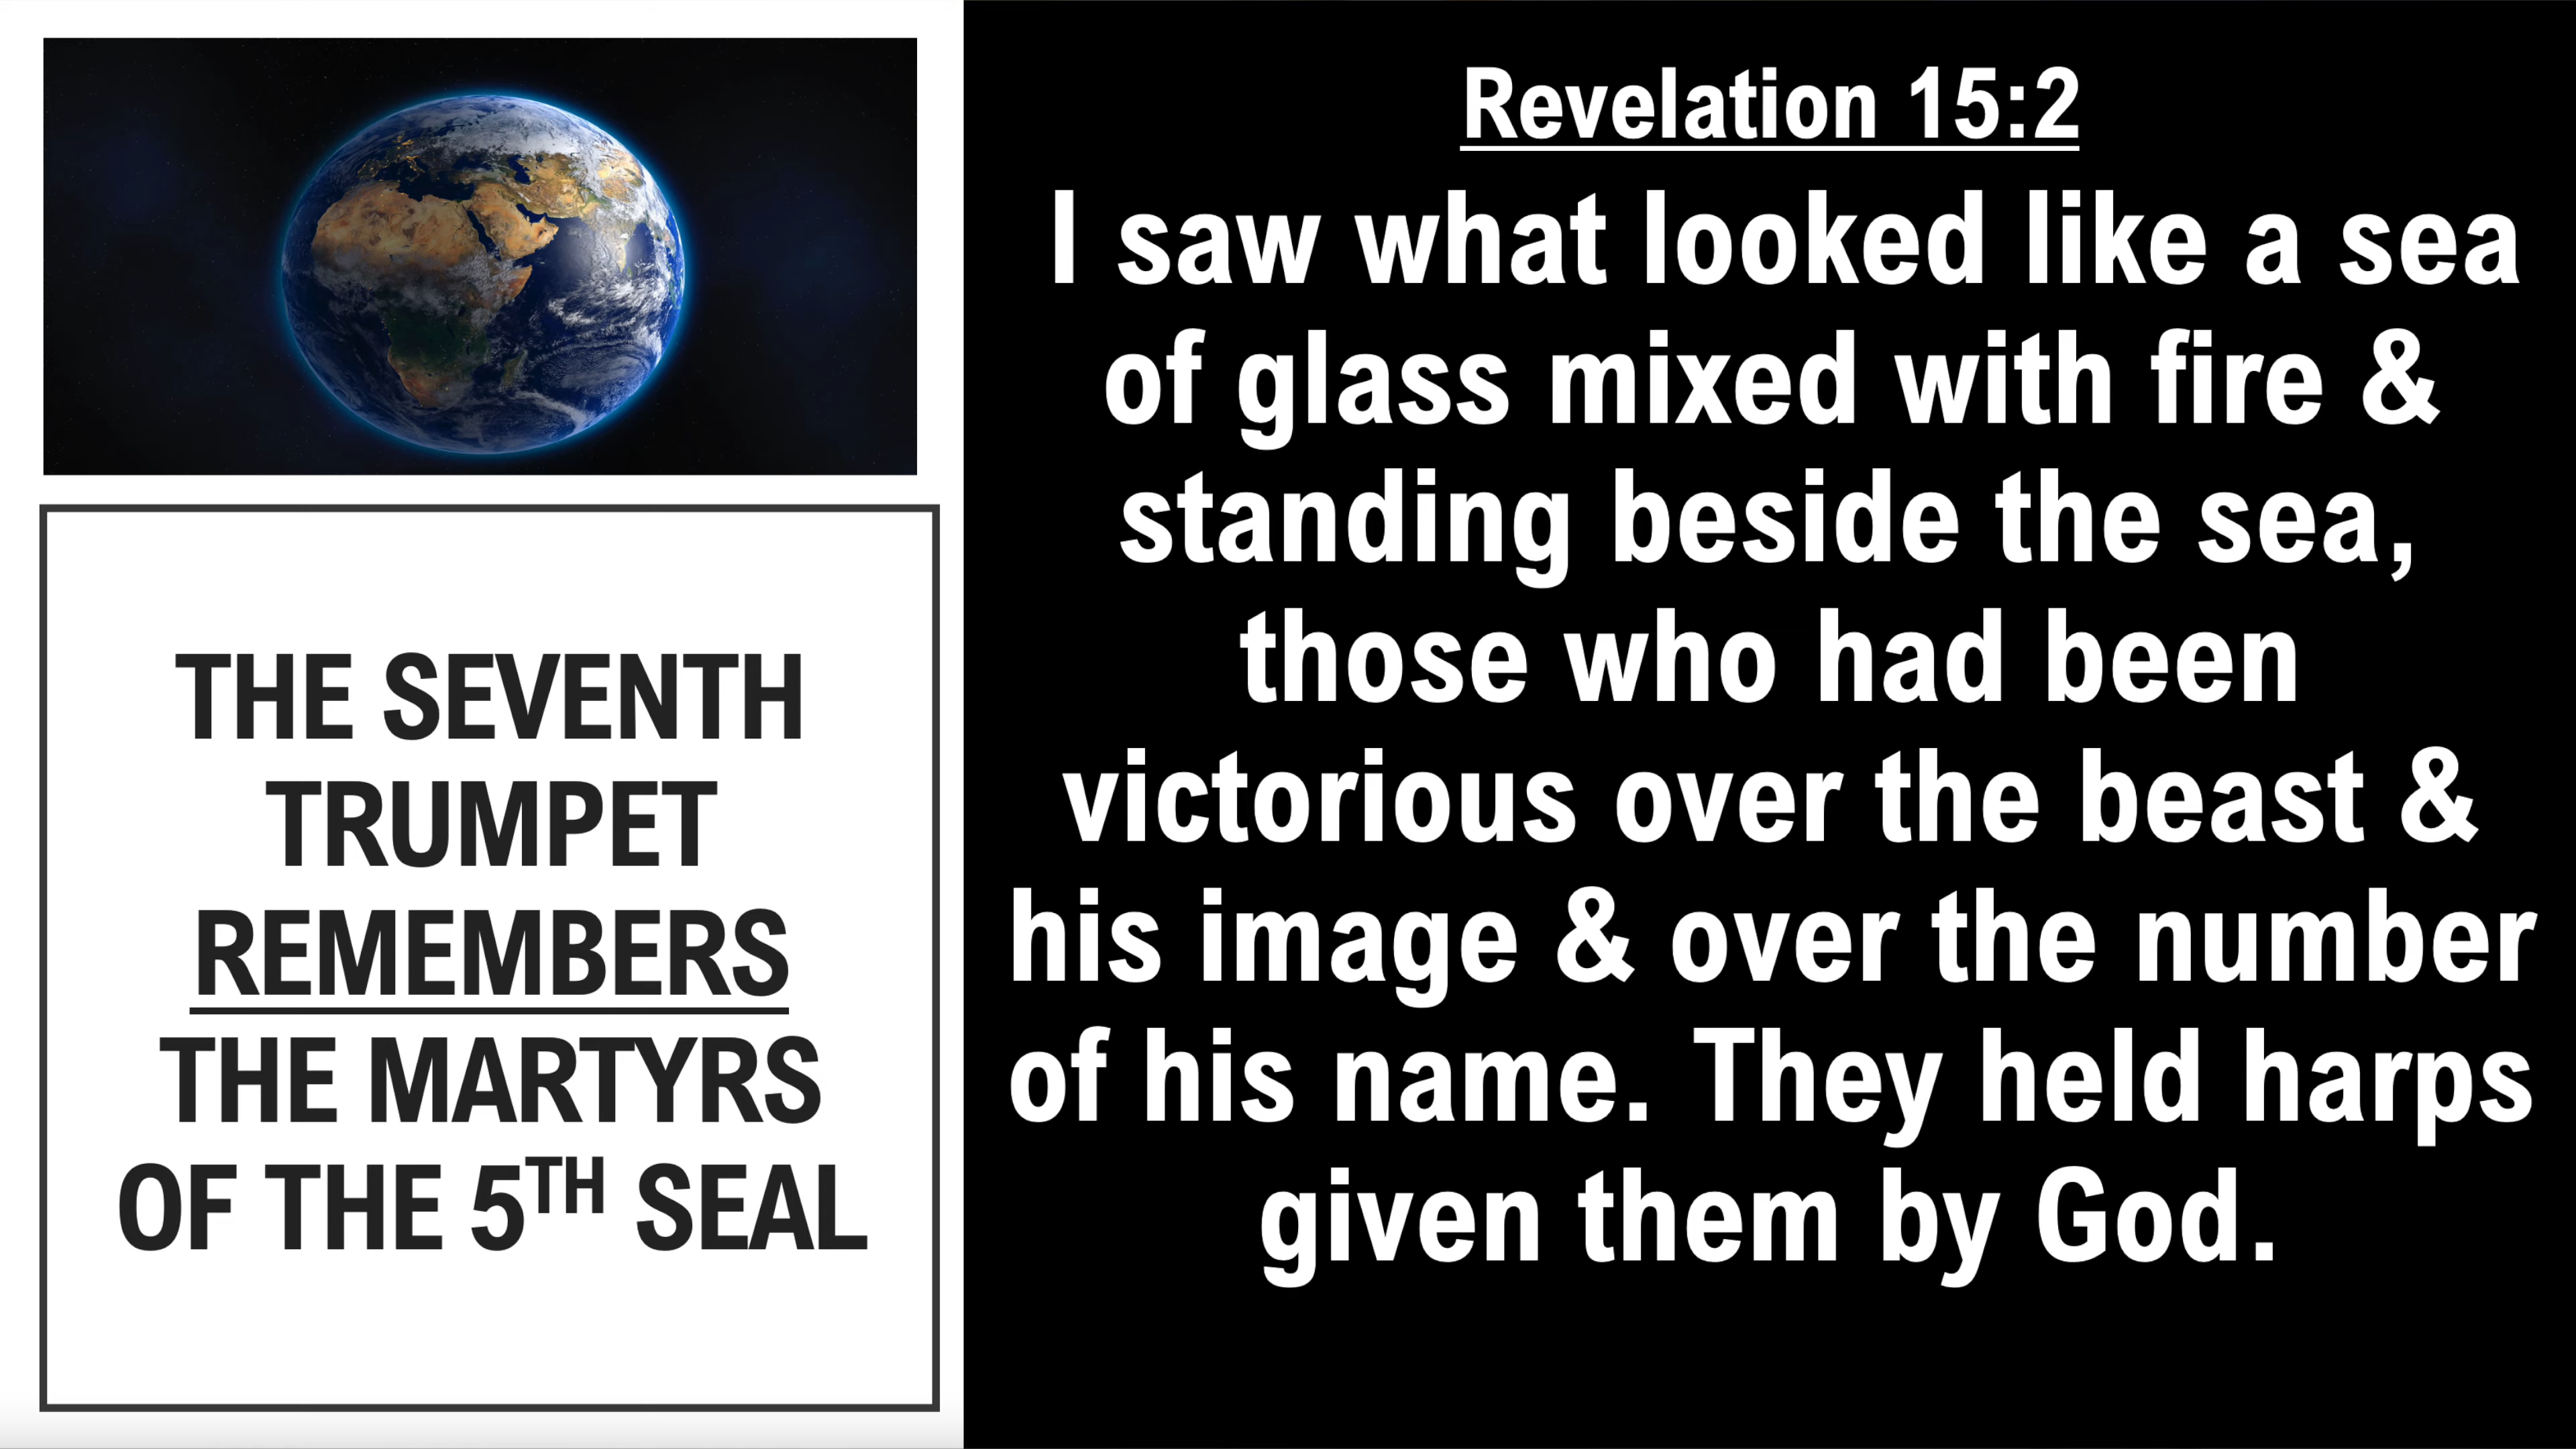 THE SEVENTH
TRUMPET
REMEMBERS
THE MARTYRS
OF THE 5TH SEAL
Revelation 15:2
I saw what looked like a sea
of glass mixed with fire &
standing beside the sea,
those who had been
victorious over the beast &
his image & over the number
of his name. They held harps
given them by God.